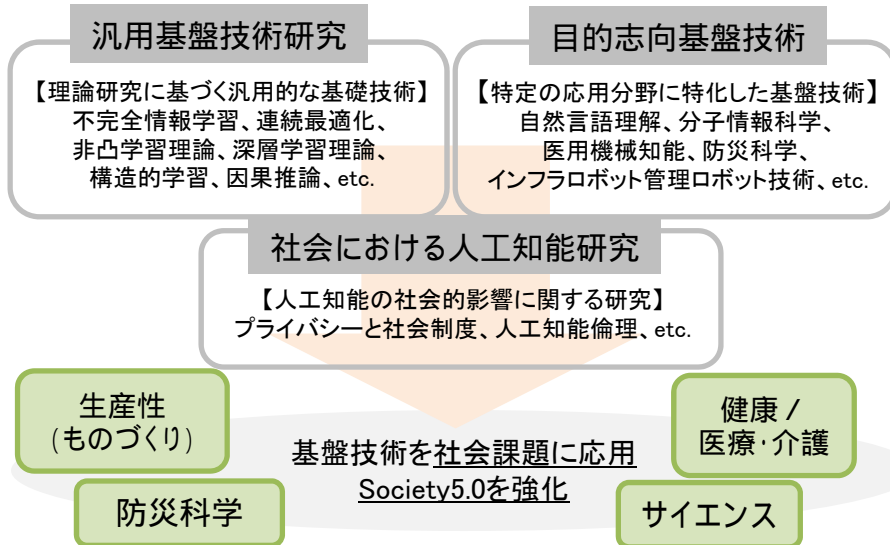 汎用基盤技術研究
【理論研究に基づく汎用的な基礎技術】
不完全情報学習、連続最適化、
非凸学習理論、深層学習理論、
構造的学習、因果推論、etc.
目的志向基盤技術
【特定の応用分野に特化した基盤技術】
自然言語理解、分子情報科学、
医用機械知能、防災科学、
インフラロボット管理ロボット技術、etc.
社会における人工知能研究
【人工知能の社会的影響に関する研究】
プライバシーと社会制度、人工知能倫理、etc.
生産性
(ものづくり)
健康 /
医療・介護
基盤技術を社会課題に応用
Society5.0を強化
防災科学
サイエンス